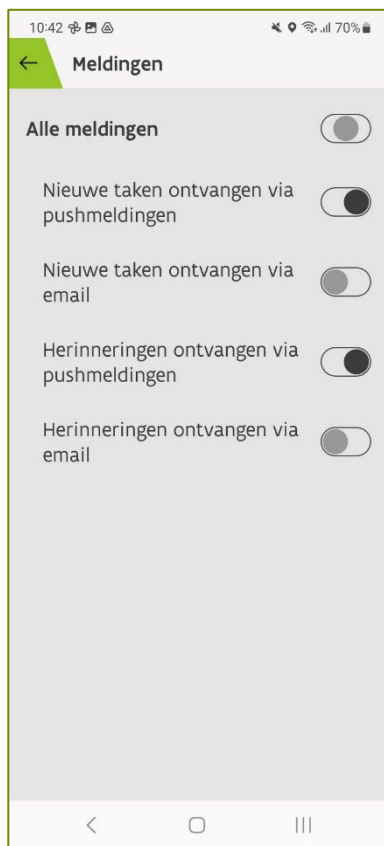 10:42 70%
Meldingen
Alle meldingen
Nieuwe taken ontvangen via
pushmeldingen
Nieuwe taken ontvangen via
email
Herinneringen ontvangen via
pushmeldingen
Herinneringen ontvangen via
email